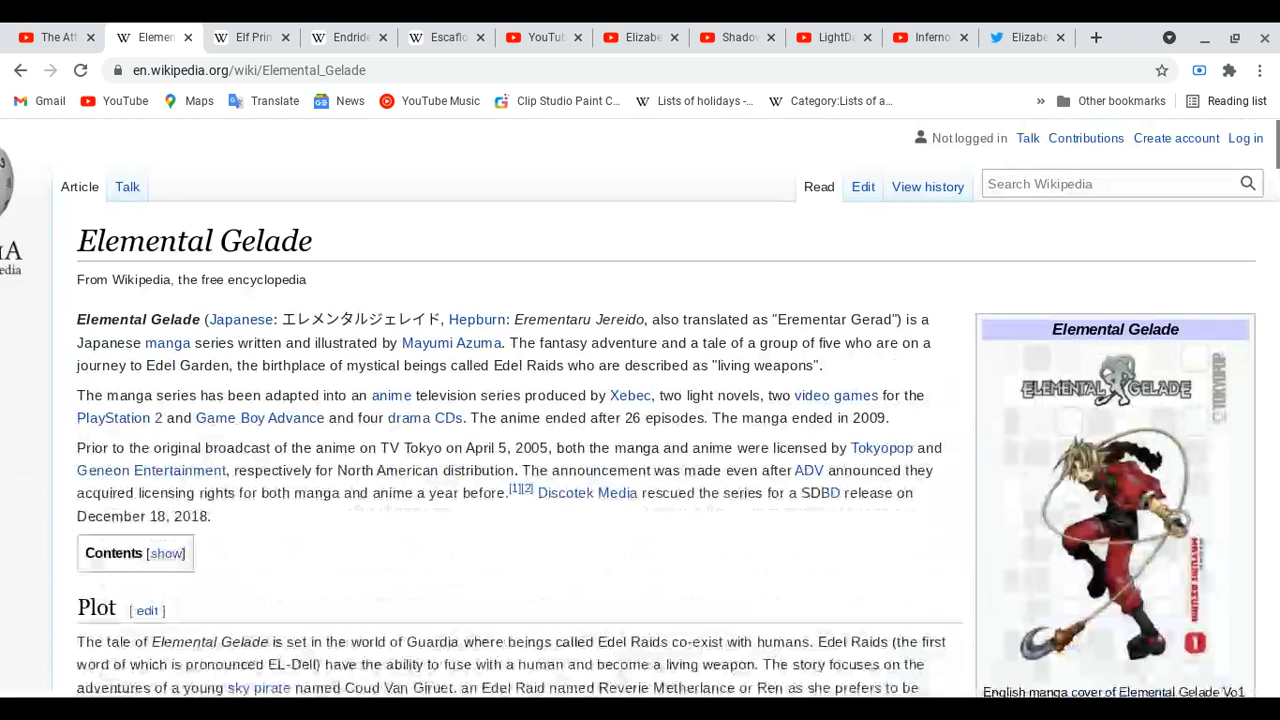 The Att
Elemen
Elf Prin
Endride
Escaflo
YouTub
Elizabe
Shadow
LightDa
Inferno
Elizabe
en.wikipedia.org/wiki/Elemental_Gelade
Gmail
YouTube
Maps
Translate
News
YouTube Music
Clip Studio Paint C...
Lists of holidays -...
Category:Lists of a...
»
Other bookmarks
Reading list
Not logged in
Talk
Contributions
Create account
Log in
Article
Talk
Read
Edit
View history
Search Wikipedia
Elemental Gelade
From Wikipedia, the free encyclopedia
Elemental Gelade (Japanese: エレメンタルジェレイド, Hepburn: Erementaru Jereido, also translated as "Erementar Gerad") is a
Japanese manga series written and illustrated by Mayumi Azuma. The fantasy adventure and a tale of a group of five who are on a
journey to Edel Garden, the birthplace of mystical beings called Edel Raids who are described as "living weapons".
The manga series has been adapted into an anime television series produced by Xebec, two light novels, two video games for the
PlayStation 2 and Game Boy Advance and four drama CDs. The anime ended after 26 episodes. The manga ended in 2009.
Prior to the original broadcast of the anime on TV Tokyo on April 5, 2005, both the manga and anime were licensed by Tokyopop and
Geneon Entertainment, respectively for North American distribution. The announcement was made even after ADV announced they
acquired licensing rights for both manga and anime a year before.[1][2] Discotek Media rescued the series for a SDBD release on
December 18, 2018.
Contents [show]
Plot [ edit ]
The tale of Elemental Gelade is set in the world of Guardia where beings called Edel Raids co-exist with humans. Edel Raids (the first
word of which is pronounced EL-Dell) have the ability to fuse with a human and become a living weapon. The story focuses on the
adventures of a young sky pirate named Coud Van Giruet, an Edel Raid named Reverie Metherlance or Ren as she prefers to be
Elemental Gelade
ELEMENTAL GELADE
TOKYOPOP
MAYUMI AZUMA
1
English manga cover of Elemental Gelade Vo1